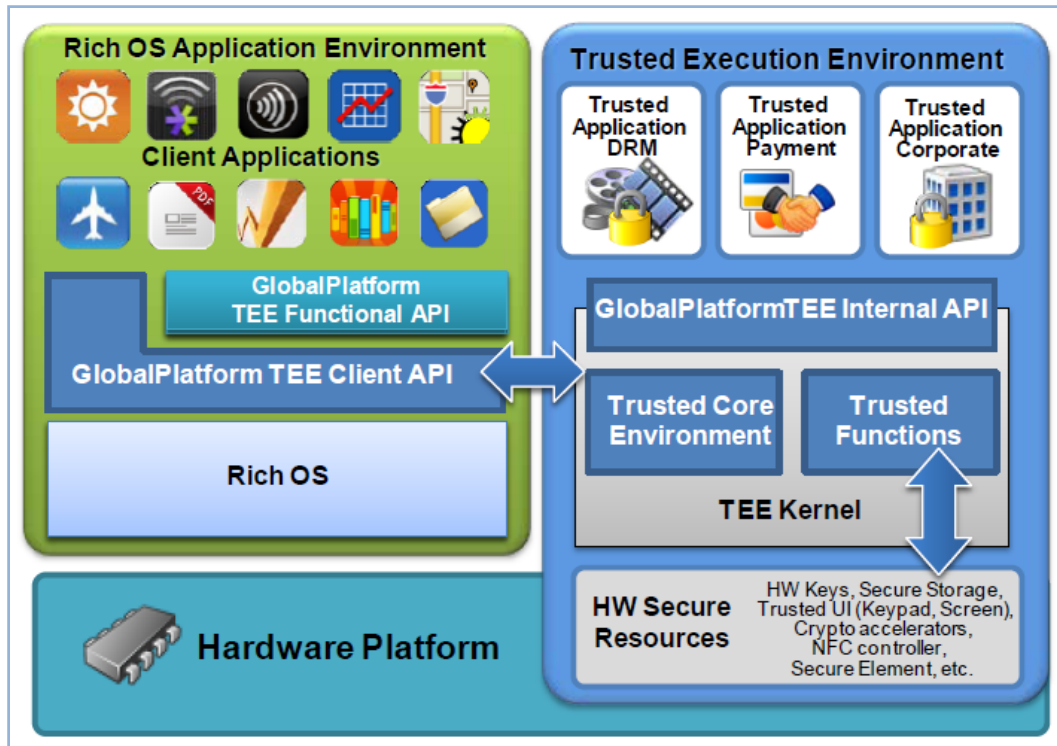 Rich OS Application Environment
Client Applications
PDF
GlobalPlatform
TEE Functional API
GlobalPlatform TEE Client API
Rich OS
Trusted Execution Environment
Trusted
Application
DRM
Trusted
Application
Payment
Trusted
Application
Corporate
GlobalPlatformTEE Internal API
Trusted Core
Environment
Trusted
Functions
TEE Kernel
HW Secure
Resources
HW Keys, Secure Storage,
Trusted UI (Keypad, Screen),
Crypto accelerators,
NFC controller,
Secure Element, etc.
Hardware Platform